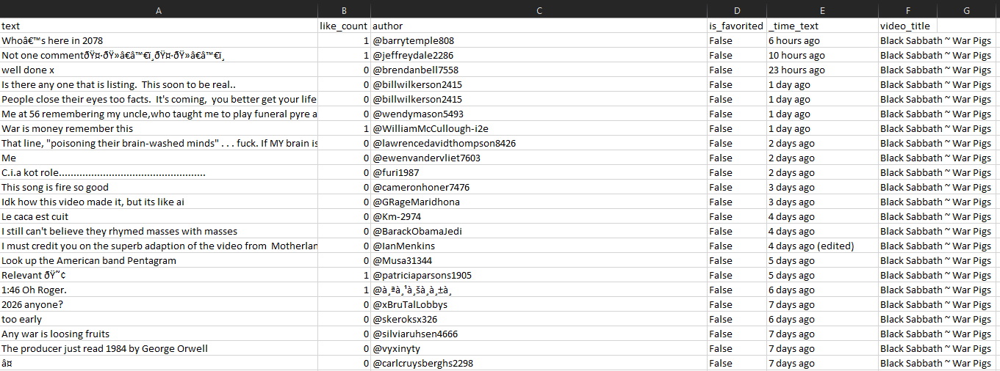 A B C D E F G
text like_count author is_favorited _time_text video_title
Whoâ€™s here in 2078 1 @barrytemple808 False 6 hours ago Black Sabbath ~ War Pigs
Not one commentðŸ¤·ðŸ»â€â™€ï¸ðŸ¤·ðŸ»â€â™€ï¸ 1 @jeffreydale2286 False 10 hours ago Black Sabbath ~ War Pigs
well done x 0 @brendanbell7558 False 23 hours ago Black Sabbath ~ War Pigs
Is there any one that is listing.  This soon to be real.. 0 @billwilkerson2415 False 1 day ago Black Sabbath ~ War Pigs
People close their eyes too facts.  It's coming,  you better get your life 0 @billwilkerson2415 False 1 day ago Black Sabbath ~ War Pigs
Me at 56 remembering my uncle,who taught me to play funeral pyre a 0 @wendymason5493 False 1 day ago Black Sabbath ~ War Pigs
War is money remember this 1 @WilliamMcCullough-i2e False 1 day ago Black Sabbath ~ War Pigs
That line, "poisoning their brain-washed minds" . . . fuck. If MY brain is 0 @lawrencedavidthompson8426 False 2 days ago Black Sabbath ~ War Pigs
Me 0 @ewenvandervliet7603 False 2 days ago Black Sabbath ~ War Pigs
C.i.a kot role.................................................. 0 @furi1987 False 2 days ago Black Sabbath ~ War Pigs
This song is fire so good 0 @cameronhoner7476 False 3 days ago Black Sabbath ~ War Pigs
Idk how this video made it, but its like ai 0 @GRageMaridhona False 3 days ago Black Sabbath ~ War Pigs
Le caca est cuit 0 @Km-2974 False 4 days ago Black Sabbath ~ War Pigs
I still can't believe they rhymed masses with masses 0 @BarackObamaJedi False 4 days ago Black Sabbath ~ War Pigs
I must credit you on the superb adaption of the video from  Motherlan 0 @IanMenkins False 4 days ago (edited) Black Sabbath ~ War Pigs
Look up the American band Pentagram 0 @Musa31344 False 5 days ago Black Sabbath ~ War Pigs
Relevant ðŸ˜¢ 1 @patriciaparsons1905 False 5 days ago Black Sabbath ~ War Pigs
1:46 Oh Roger. 1 False 6 days ago Black Sabbath ~ War Pigs
2026 anyone? 0 @xBruTalLobbys False 7 days ago Black Sabbath ~ War Pigs
too early 0 @skeroksx326 False 6 days ago Black Sabbath ~ War Pigs
Any war is loosing fruits 0 @silviaruhsen4666 False 7 days ago Black Sabbath ~ War Pigs
The producer just read 1984 by George Orwell 0 @vyxinyty False 7 days ago Black Sabbath ~ War Pigs
â¤ 0 @carlcruysberghs2298 False 7 days ago Black Sabbath ~ War Pigs